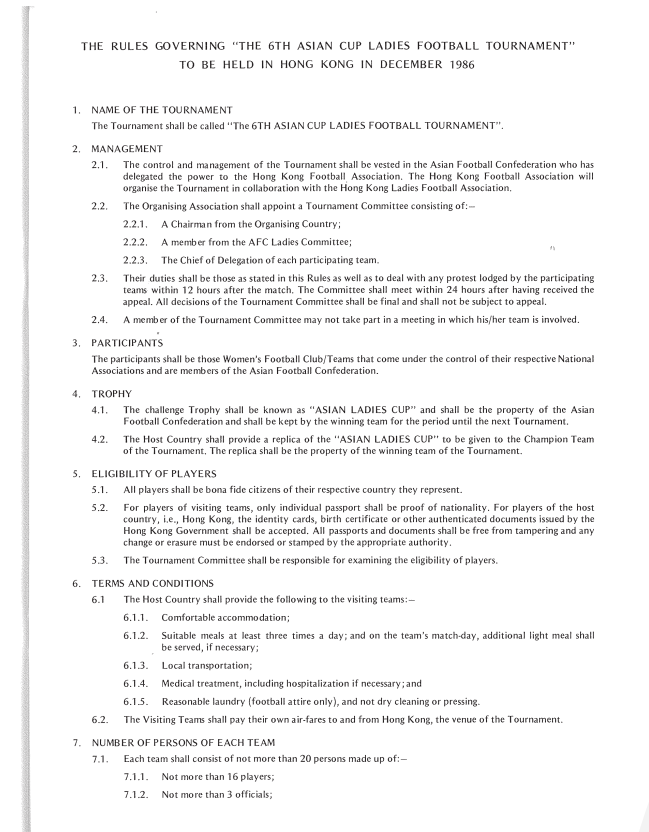 THE RULES GOVERNING "THE 6TH ASIAN CUP LADIES FOOTBALL TOURNAMENT"
TO BE HELD IN HONG KONG IN DECEMBER 1986
1. NAME OF THE TOURNAMENT
The Tournament shall be called "The 6TH ASIAN CUP LADIES FOOTBALL TOURNAMENT".
2. MANAGEMENT
2.1. The control and management of the Tournament shall be vested in the Asian Football Confederation who has
delegated the power to the Hong Kong Football Association. The Hong Kong Football Association will
organise the Tournament in collaboration with the Hong Kong Ladies Football Association.
2.2. The Organising Association shall appoint a Tournament Committee consisting of:—
2.2.1. A Chairman from the Organising Country;
2.2.2. A member from the AFC Ladies Committee;
2.2.3. The Chief of Delegation of each participating team.
2.3. Their duties shall be those as stated in this Rules as well as to deal with any protest lodged by the participating
teams within 12 hours after the match. The Committee shall meet within 24 hours after having received the
appeal. All decisions of the Tournament Committee shall be final and shall not be subject to appeal.
2.4. A member of the Tournament Committee may not take part in a meeting in which his/her team is involved.
3. PARTICIPANTS
The participants shall be those Women's Football Club/Teams that come under the control of their respective National
Associations and are members of the Asian Football Confederation.
4. TROPHY
4.1. The challenge Trophy shall be known as "ASIAN LADIES CUP" and shall be the property of the Asian
Football Confederation and shall be kept by the winning team for the period until the next Tournament.
4.2. The Host Country shall provide a replica of the "ASIAN LADIES CUP" to be given to the Champion Team
of the Tournament. The replica shall be the property of the winning team of the Tournament.
5. ELIGIBILITY OF PLAYERS
5.1. All players shall be bona fide citizens of their respective country they represent.
5.2. For players of visiting teams, only individual passport shall be proof of nationality. For players of the host
country, i.e., Hong Kong, the identity cards, birth certificate or other authenticated documents issued by the
Hong Kong Government shall be accepted. All passports and documents shall be free from tampering and any
change or erasure must be endorsed or stamped by the appropriate authority.
5.3. The Tournament Committee shall be responsible for examining the eligibility of players.
6. TERMS AND CONDITIONS
6.1 The Host Country shall provide the following to the visiting teams:—
6.1.1. Comfortable accommodation;
6.1.2. Suitable meals at least three times a day; and on the team's match-day, additional light meal shall
be served, if necessary;
6.1.3. Local transportation;
6.1.4. Medical treatment, including hospitalization if necessary; and
6.1.5. Reasonable laundry (football attire only), and not dry cleaning or pressing.
6.2. The Visiting Teams shall pay their own air-fares to and from Hong Kong, the venue of the Tournament.
7. NUMBER OF PERSONS OF EACH TEAM
7.1. Each team shall consist of not more than 20 persons made up of:—
7.1.1. Not more than 16 players;
7.1.2. Not more than 3 officials;